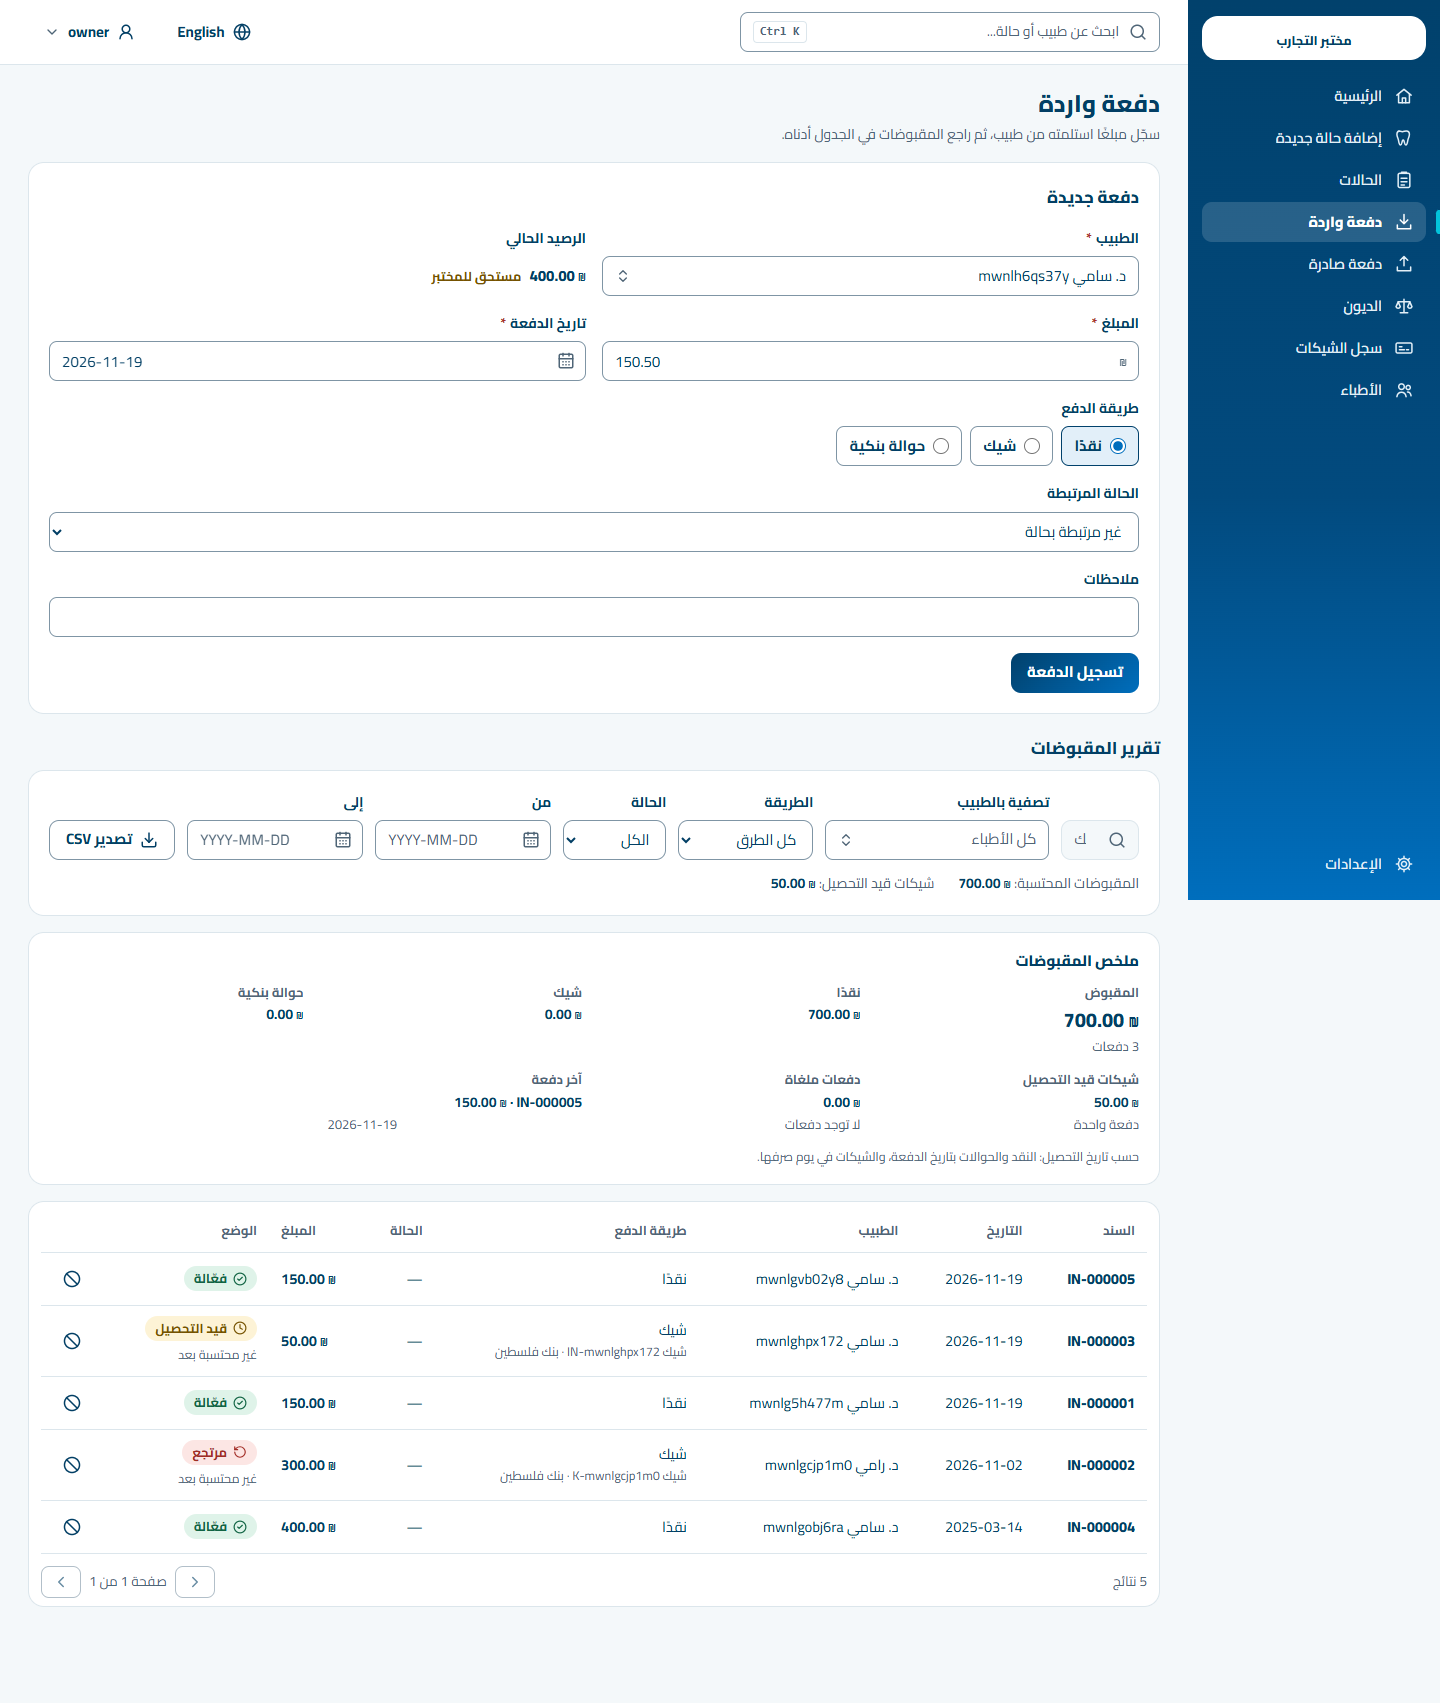 مختبر التجارب
الرئيسية
إضافة حالة جديدة
الحالات
دفعة واردة
دفعة صادرة
الديون
سجل الشيكات
الأطباء
الإعدادات
ابحث عن طبيب أو حالة...
Ctrl K
English
owner
دفعة واردة
سجّل مبلغًا استلمته من طبيب، ثم راجع المقبوضات في الجدول أدناه.
دفعة جديدة
الطبيب *
الرصيد الحالي
د. سامي mwnlh6qs37y
₪ 400.00 مستحق للمختبر
المبلغ *
تاريخ الدفعة *
₪ 150.50
2026-11-19
طريقة الدفع
نقدًا
شيك
حوالة بنكية
الحالة المرتبطة
غير مرتبطة بحالة
ملاحظات
تسجيل الدفعة
تقرير المقبوضات
تصفية بالطبيب
الطريقة
الحالة
من
إلى
ك
كل الأطباء
كل الطرق
الكل
YYYY-MM-DD
YYYY-MM-DD
تصدير CSV
المقبوضات المحتسبة: ₪ 700.00 شيكات قيد التحصيل: ₪ 50.00
ملخص المقبوضات
المقبوض
نقدًا
شيك
حوالة بنكية
₪ 700.00
₪ 700.00
₪ 0.00
₪ 0.00
3 دفعات
شيكات قيد التحصيل
دفعات ملغاة
آخر دفعة
₪ 50.00
₪ 0.00
IN-000005 · ₪ 150.00
دفعة واحدة
لا توجد دفعات
2026-11-19
حسب تاريخ التحصيل: النقد والحوالات بتاريخ الدفعة، والشيكات في يوم صرفها.
السند التاريخ الطبيب طريقة الدفع الحالة المبلغ الوضع
IN-000005 2026-11-19 د. سامي mwnlgvb02y8 نقدًا — ₪ 150.00 فعّالة
IN-000003 2026-11-19 د. سامي mwnlghpx172 شيك — ₪ 50.00 قيد التحصيل
شيك IN-mwnlghpx172 · بنك فلسطين غير محتسبة بعد
IN-000001 2026-11-19 د. سامي mwnlg5h477m نقدًا — ₪ 150.00 فعّالة
IN-000002 2026-11-02 د. رامي mwnlgcjp1m0 شيك — ₪ 300.00 مرتجع
شيك K-mwnlgcjp1m0 · بنك فلسطين غير محتسبة بعد
IN-000004 2025-03-14 د. سامي mwnlgobj6ra نقدًا — ₪ 400.00 فعّالة
5 نتائج
صفحة 1 من 1